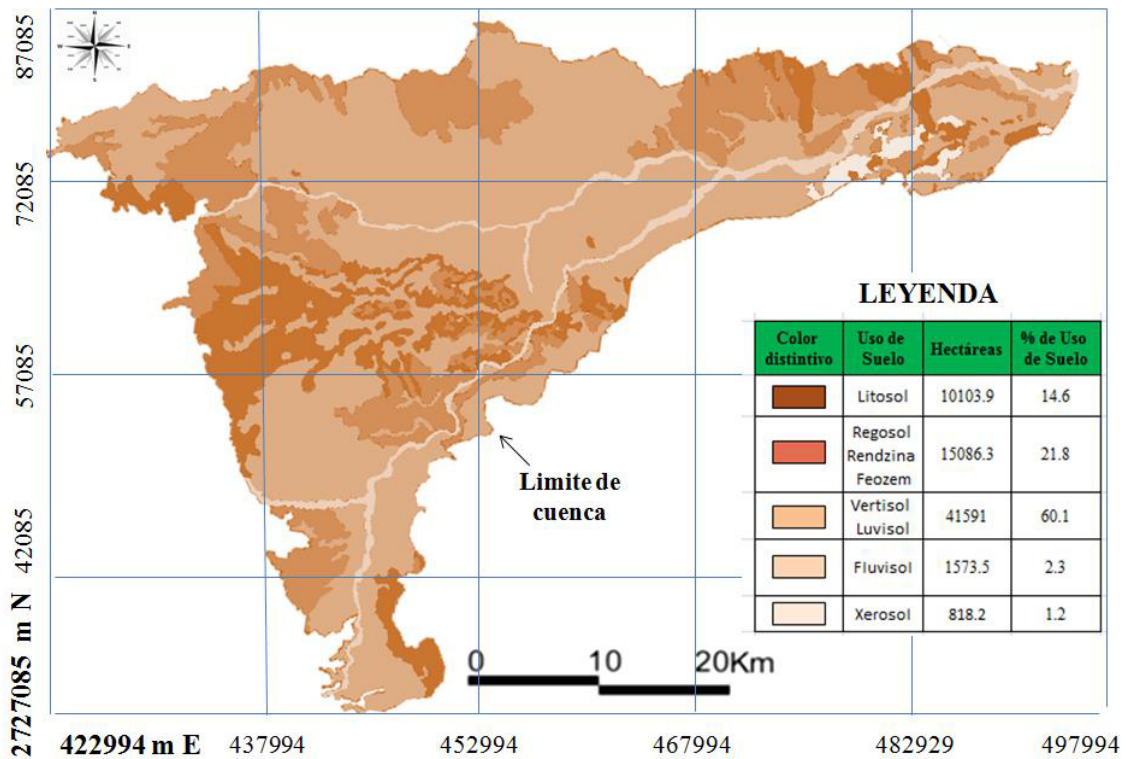 87085
72085
57085
42085
2727085 m N
422994 m E
437994
452994
467994
482929
497994
N
E
S
W
Limite de
cuenca
0 10 20Km
LEYENDA
Color distintivo Uso de Suelo Hectáreas % de Uso de Suelo
Litosol 10103.9 14.6
Regosol Rendzina Feozem 15086.3 21.8
Vertisol Luvisol 41591 60.1
Fluvisol 1573.5 2.3
Xerosol 818.2 1.2